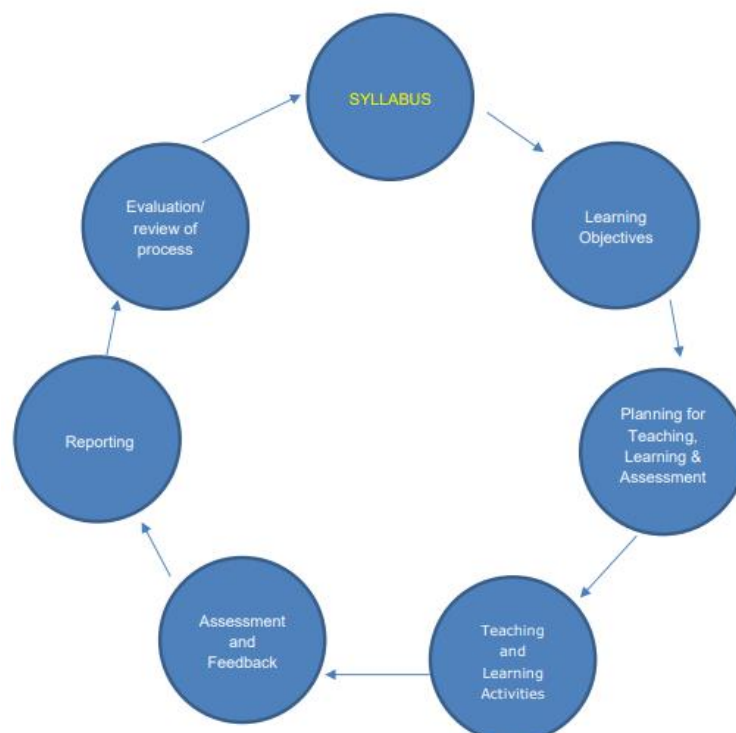 SYLLABUS
Learning
Objectives
Planning for
Teaching,
Learning &
Assessment
Teaching
and
Learning
Activities
Assessment
and
Feedback
Reporting
Evaluation/
review of
process